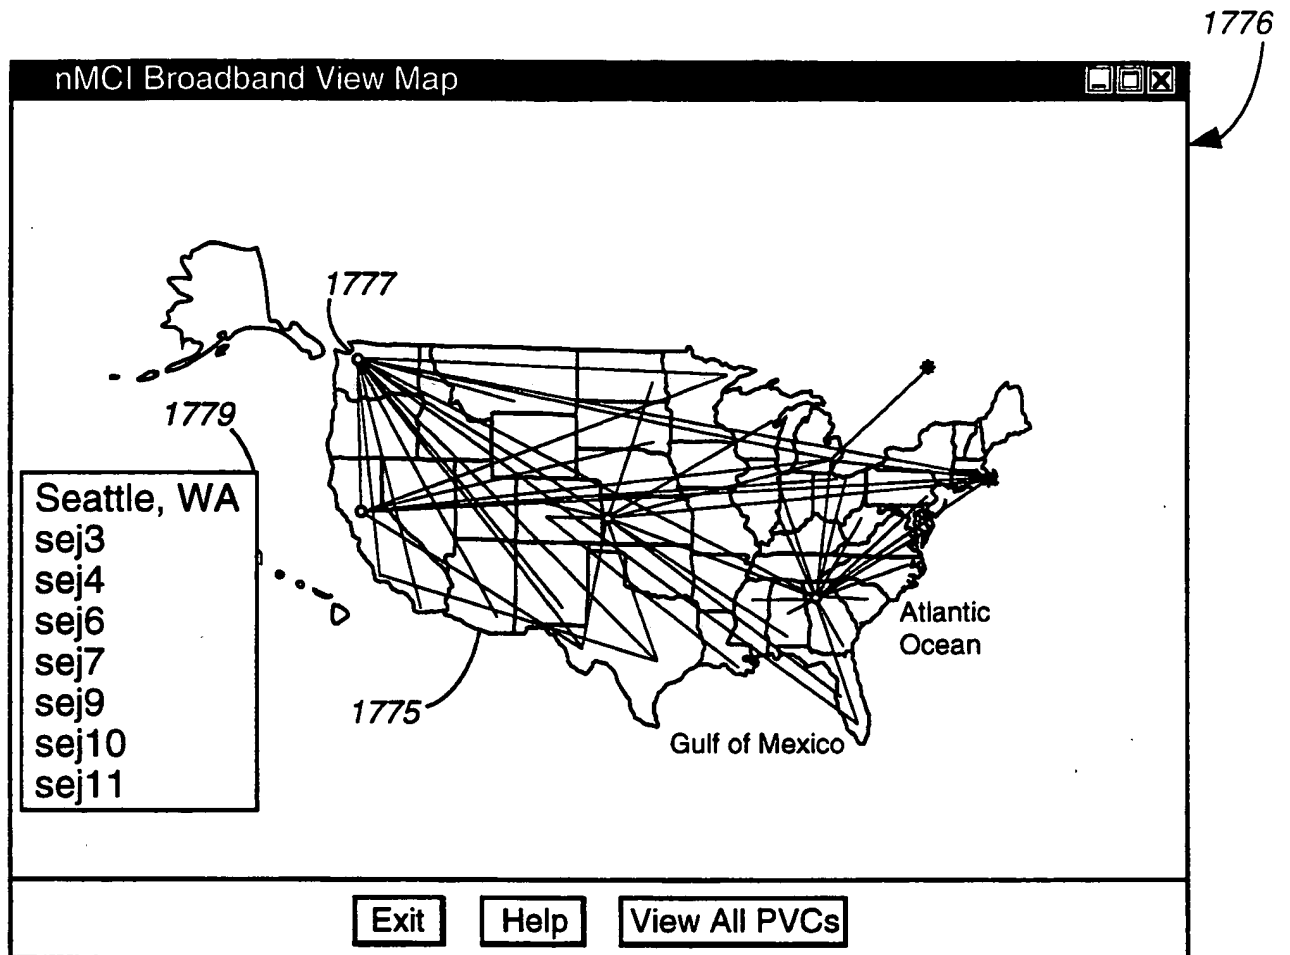 1776
nMCI Broadband View Map
1777
1779
Seattle, WA
sej3
sej4
sej6
sej7
sej9
sej10
sej11
Atlantic
Ocean
1775
Gulf of Mexico
Exit
Help
View All PVCs